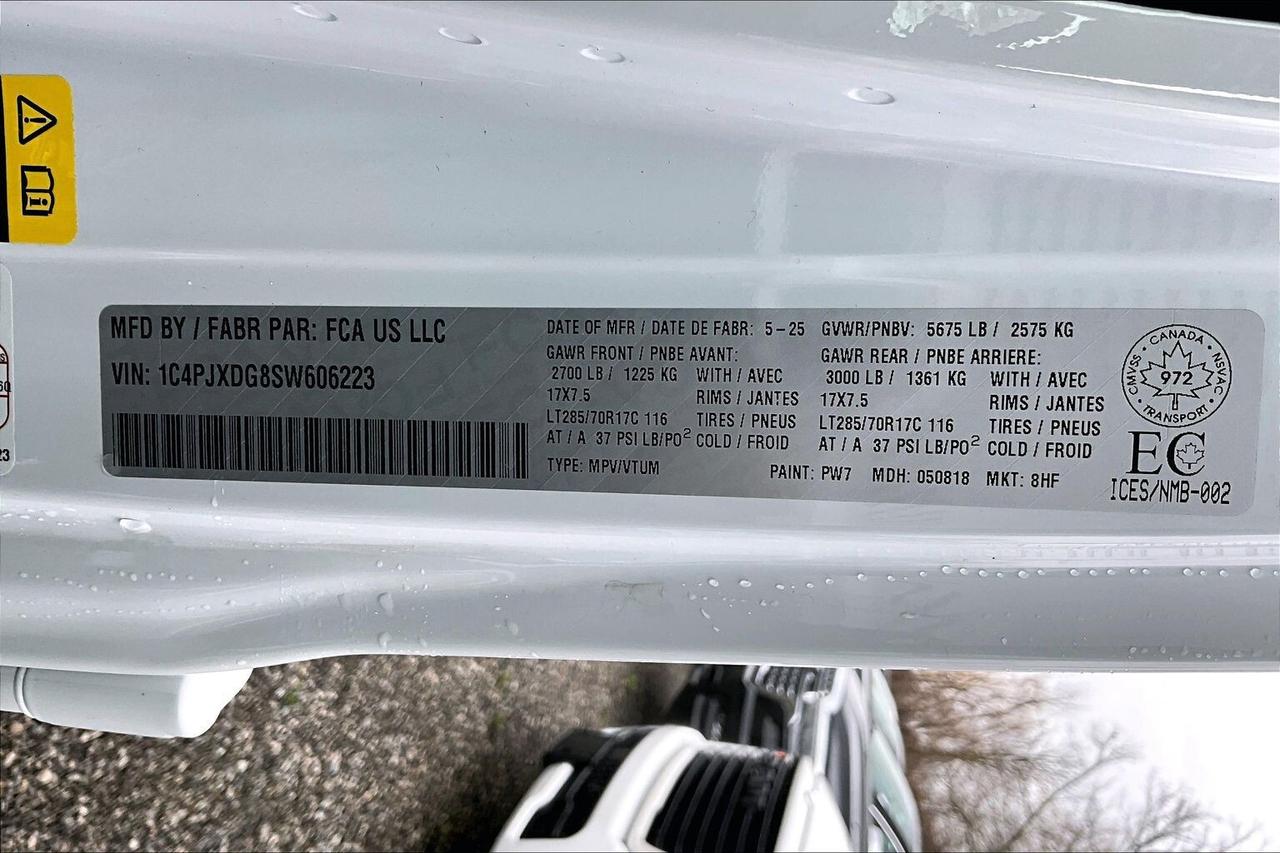 MFD BY / FABR PAR: FCA US LLC
VIN: 1C4PJXDG8SW606223
DATE OF MFR / DATE DE FABR: 5-25 GVWR/PNBV: 5675 LB / 2575 KG
GAWR FRONT / PNBE AVANT: GAWR REAR / PNBE ARRIERE:
2700 LB / 1225 KG WITH / AVEC 3000 LB / 1361 KG WITH / AVEC
17X7.5 RIMS / JANTES 17X7.5 RIMS / JANTES
LT285/70R17C 116 TIRES / PNEUS LT285/70R17C 116 TIRES / PNEUS
AT / A 37 PSI LB/PO² COLD / FROID AT / A 37 PSI LB/PO² COLD / FROID
TYPE: MPV/VTUM PAINT: PW7 MDH: 050818 MKT: 8HF
CANADA
CMVSS NSVAC
972
TRANSPORT
EC
ICES/NMB-002
60
23